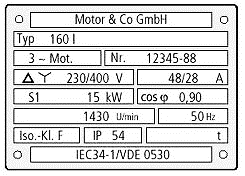 Motor & Co GmbH
Typ 160 l
3 ~ Mot. Nr. 12345-88
Δ Y 230/400 V 48/28 A
S1 15 kW cos φ 0,90
1430 U/min 50 Hz
Iso.-Kl. F IP 54 t
IEC34-1/VDE 0530